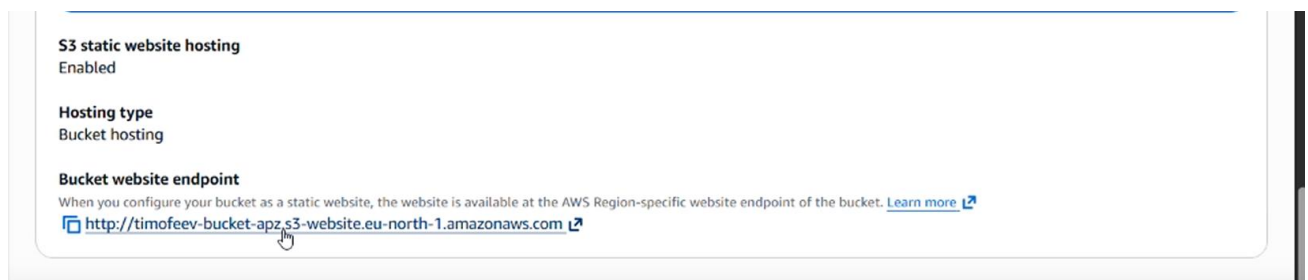 S3 static website hosting
Enabled
Hosting type
Bucket hosting
Bucket website endpoint
When you configure your bucket as a static website, the website is available at the AWS Region-specific website endpoint of the bucket. Learn more
http://timofeev-bucket-apz.s3-website.eu-north-1.amazonaws.com